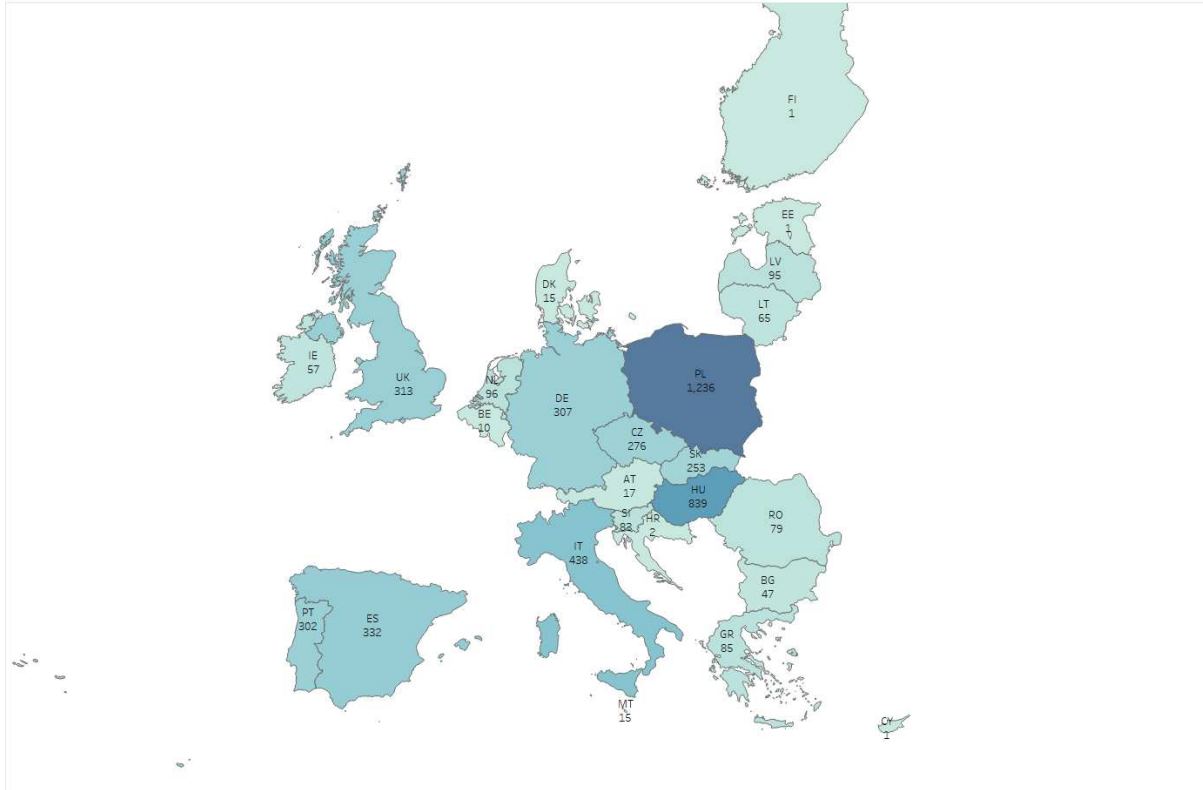 FI
1
EE
1
LV
95
LT
65
DK
15
IE
57
UK
313
NL
96
BE
10
DE
307
PL
1,236
CZ
276
SK
253
AT
17
HU
839
SI
83
HR
2
RO
79
IT
438
BG
47
PT
302
ES
332
GR
85
MT
15
CY
1